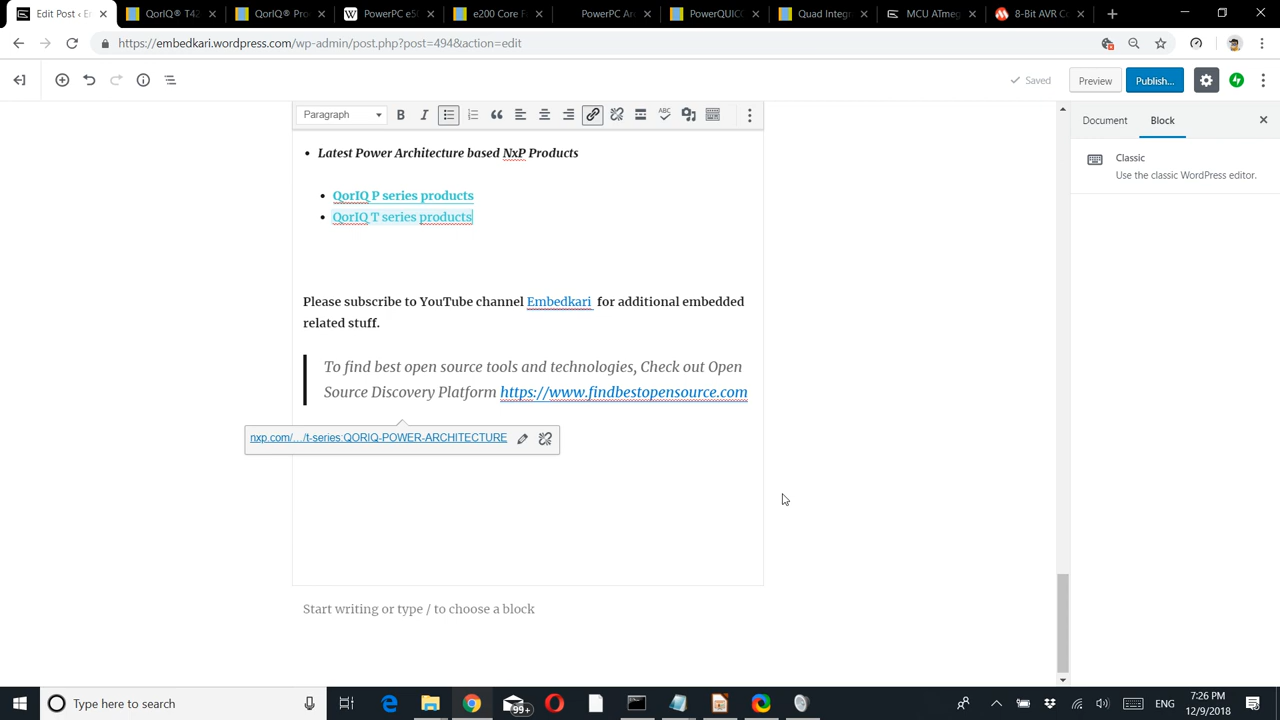 Edit Post ‹ E
QorIQ® T42
QorIQ® Pro
PowerPC e5
e200 Core F
PowerPC Arc
PowerQUIC
Quad Integr
MCU ATmeg
8-Bit AVR Co
https://embedkari.wordpress.com/wp-admin/post.php?post=494&action=edit
Saved
Preview
Publish...
Paragraph
B
I
ABC
Document
Block
Classic
Use the classic WordPress editor.
Latest Power Architecture based NxP Products
QorIQ P series products
QorIQ T series products
Please subscribe to YouTube channel Embedkari for additional embedded
related stuff.
To find best open source tools and technologies, Check out Open
Source Discovery Platform https://www.findbestopensource.com
nxp.com/…/t-series:QORIQ-POWER-ARCHITECTURE
Start writing or type / to choose a block
Type here to search
99+
ENG
7:26 PM
12/9/2018